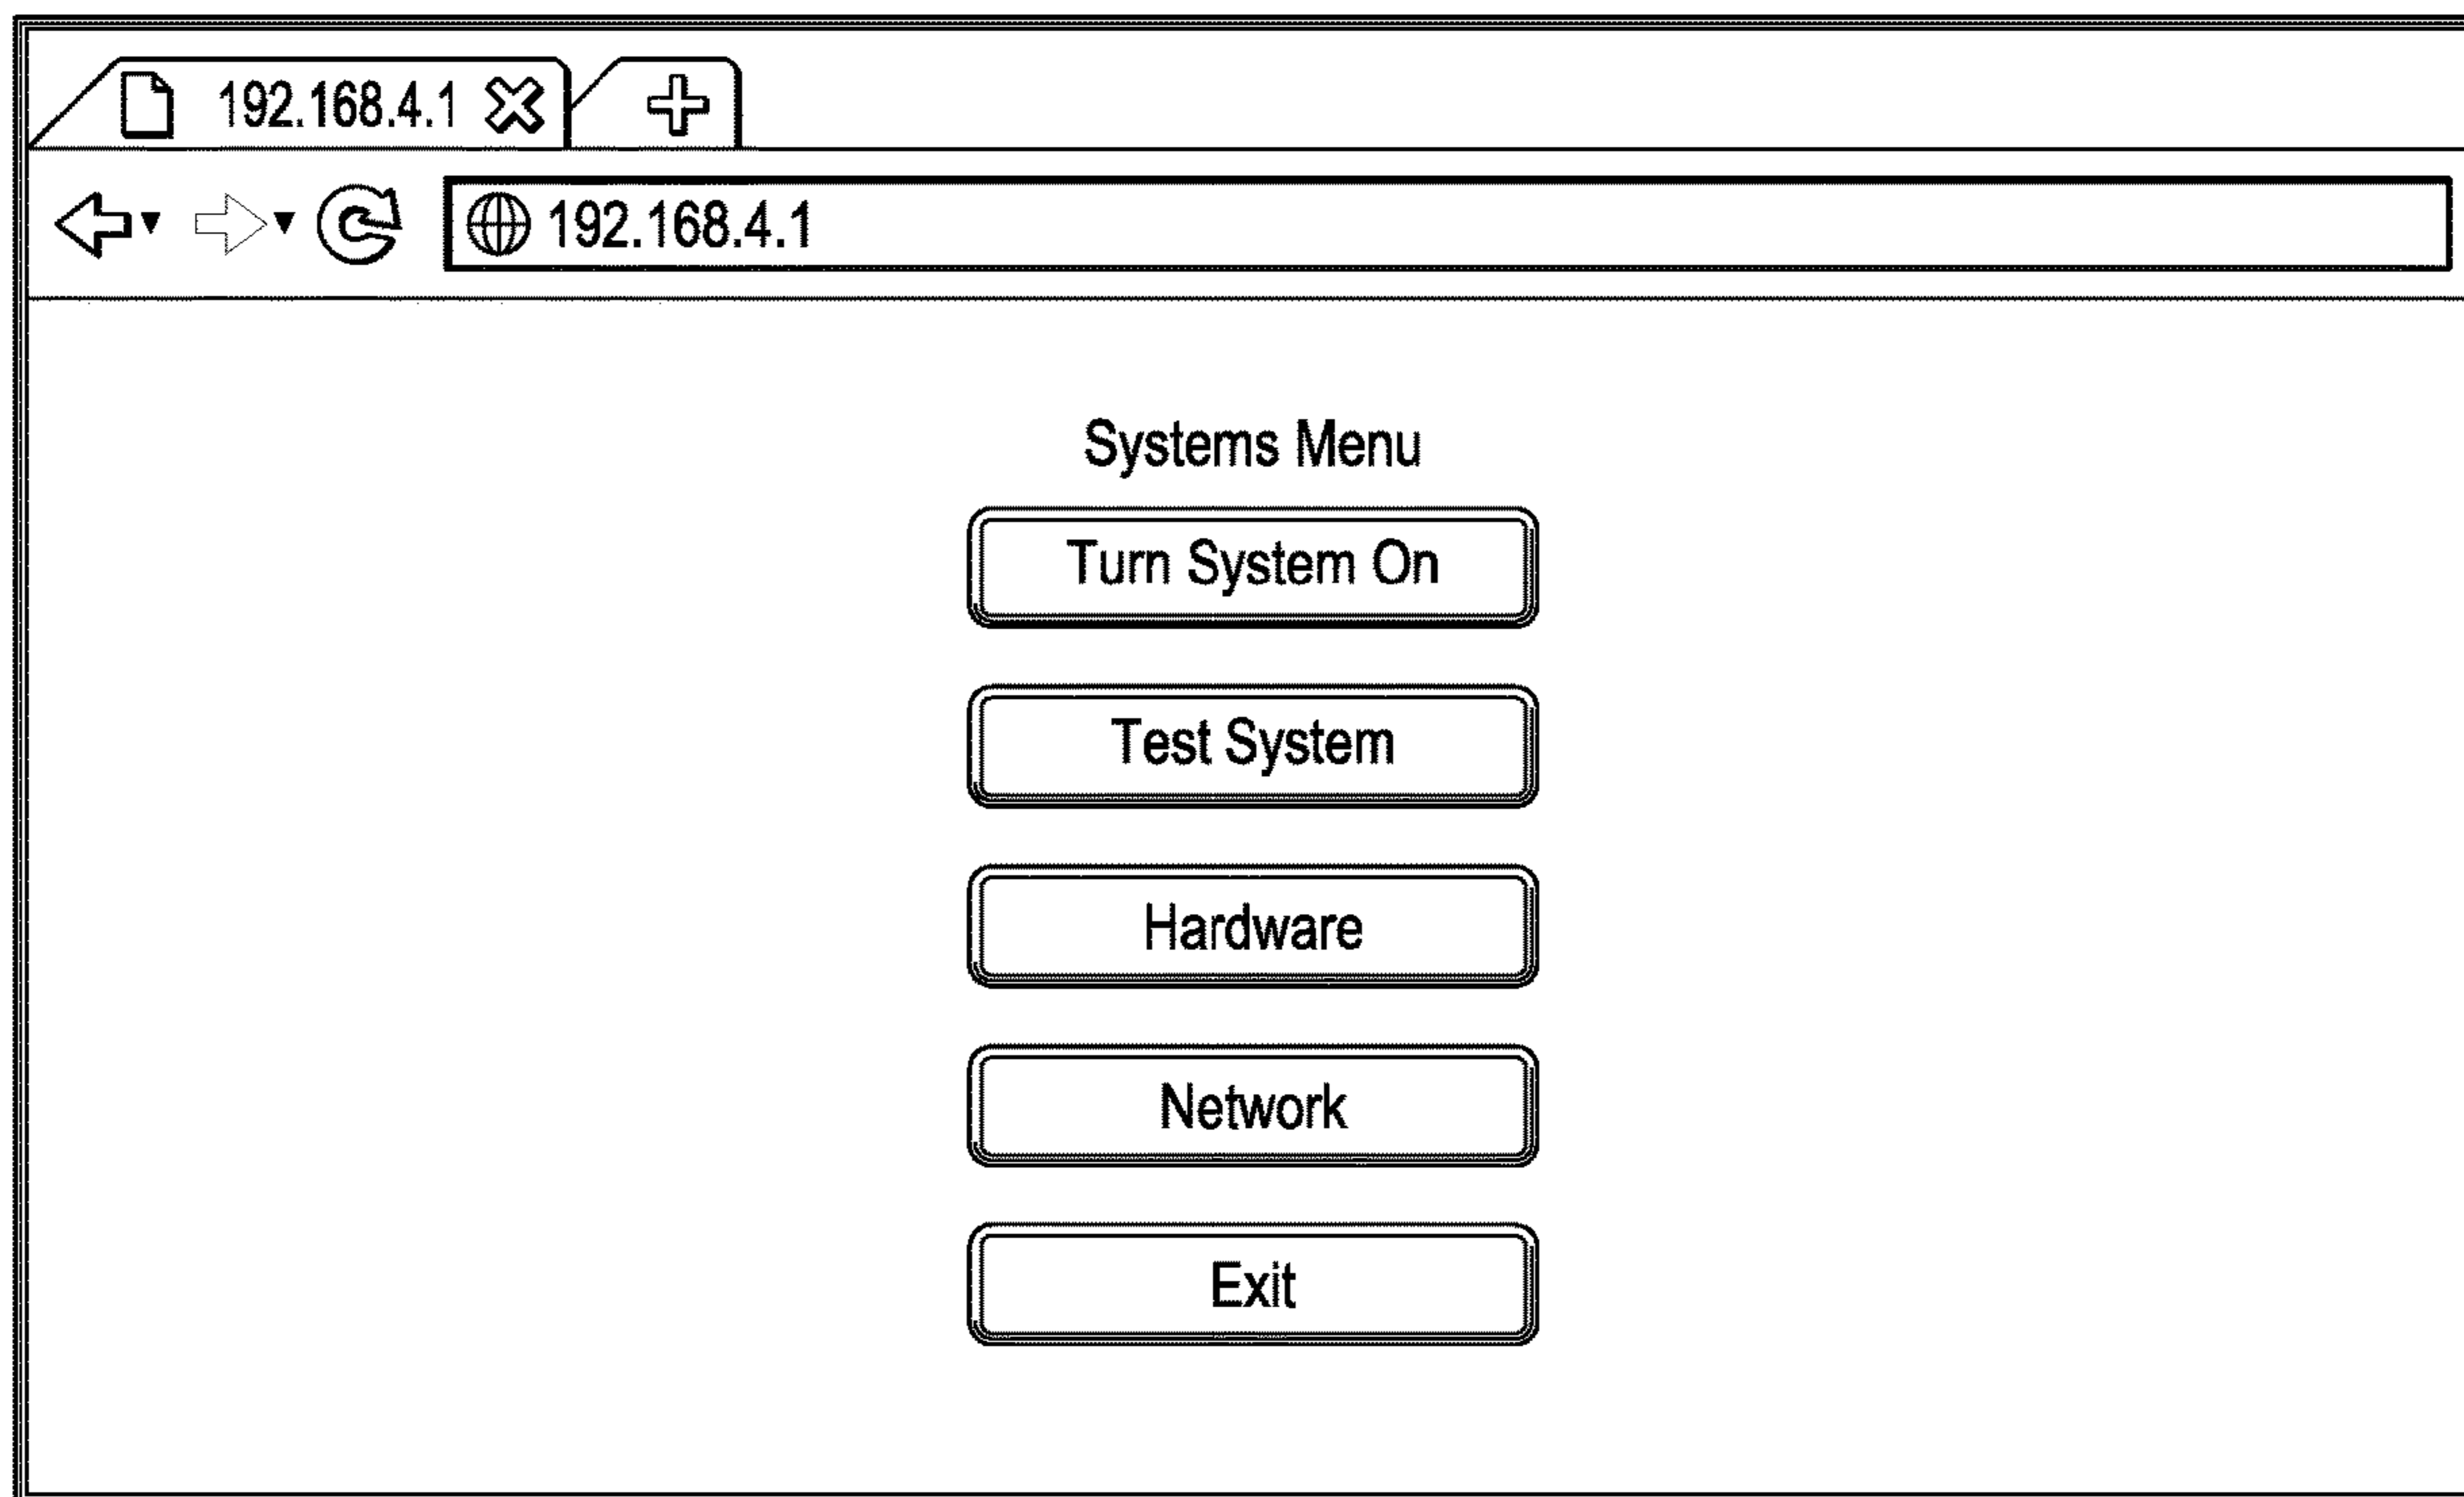 192.168.4.1
192.168.4.1
Systems Menu
Turn System On
Test System
Hardware
Network
Exit